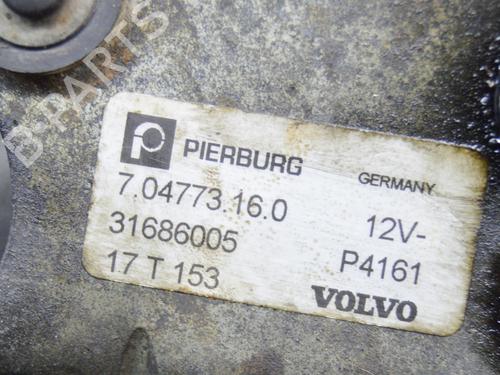 B-PARTS
PIERBURG GERMANY
7.04773.16.0 12V-
31686005 P4161
17 T 153 VOLVO